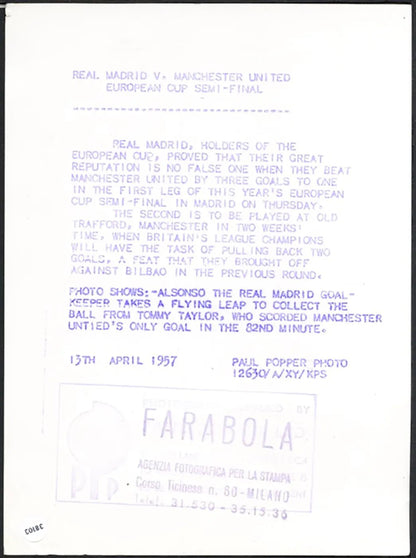 REAL MADRID V. MANCHESTER UNITED
EUROPEAN CUP SEMI-FINAL
REAL MADRID, HOLDERS OF THE
EUROPEAN CUP, PROVED THAT THEIR GREAT
REPUTATION IS NO FALSE ONE WHEN THEY BEAT
MANCHESTER UNITED BY THREE GOALS TO ONE
IN THE FIRST LEG OF THIS YEAR'S EUROPEAN
CUP SEMI-FINAL IN MADRID ON THURSDAY.
THE SECOND IS TO BE PLAYED AT OLD
TRAFFORD, MANCHESTER IN TWO WEEKS'
TIME, WHEN BRITAIN'S LEAGUE CHAMPIONS
WILL HAVE THE TASK OF PULLING BACK TWO
GOALS, A FEAT THAT THEY BROUGHT OFF
AGAINST BILBAO IN THE PREVIOUS ROUND.
PHOTO SHOWS:-ALSONSO THE REAL MADRID GOAL-
KEEPER TAKES A FLYING LEAP TO COLLECT THE
BALL FROM TOMMY TAYLOR, WHO SCORDED MANCHESTER
UNTIED'S ONLY GOAL IN THE 82ND MINUTE.
13TH APRIL 1957 PAUL POPPER PHOTO
12630/A/XY/KPS
BY
FARABOLA
AGENZIA FOTOGRAFICA PER LA STAMPA
Corso Ticinese n. 60-MILANO
PIP
Telef. 31.530 - 35.15.36
38103